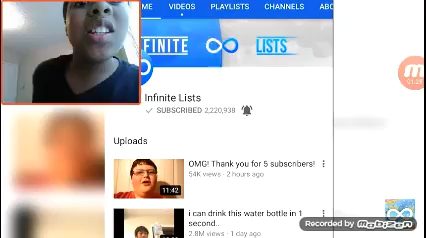 ME VIDEOS PLAYLISTS CHANNELS ABO
INFINITE LISTS
Infinite Lists
SUBSCRIBED 2,220,938
Uploads
OMG! Thank you for 5 subscribers!
54K views · 2 hours ago
11:42
i can drink this water bottle in 1
second..
2.8M views · 1 day ago
Recorded by Mobizen